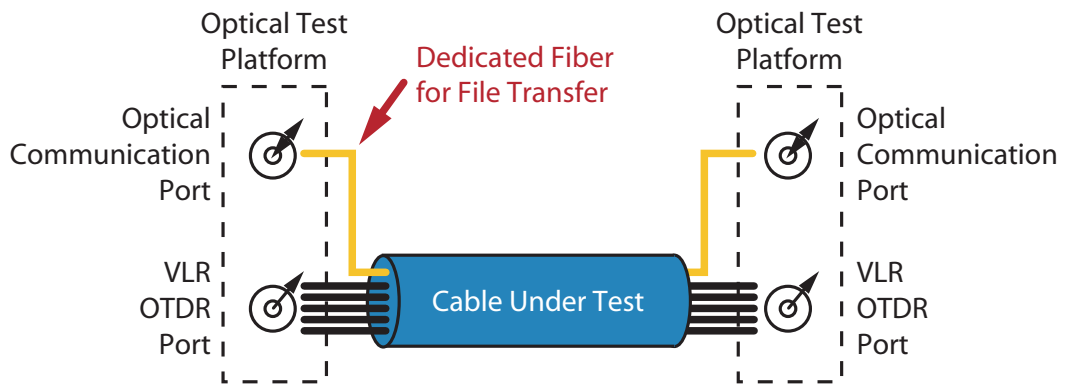 Optical Test
Platform
Dedicated Fiber
for File Transfer
Optical Test
Platform
Optical
Communication
Port
Optical
Communication
Port
VLR
OTDR
Port
Cable Under Test
VLR
OTDR
Port